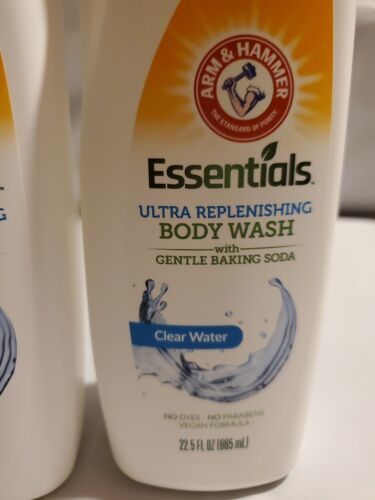 ARM & HAMMER
THE STANDARD OF PURITY
Essentials™
ULTRA REPLENISHING
BODY WASH
with
GENTLE BAKING SODA
Clear Water
NO DYES · NO PARABENS
· VEGAN FORMULA ·
22.5 FL OZ (665 mL)
G